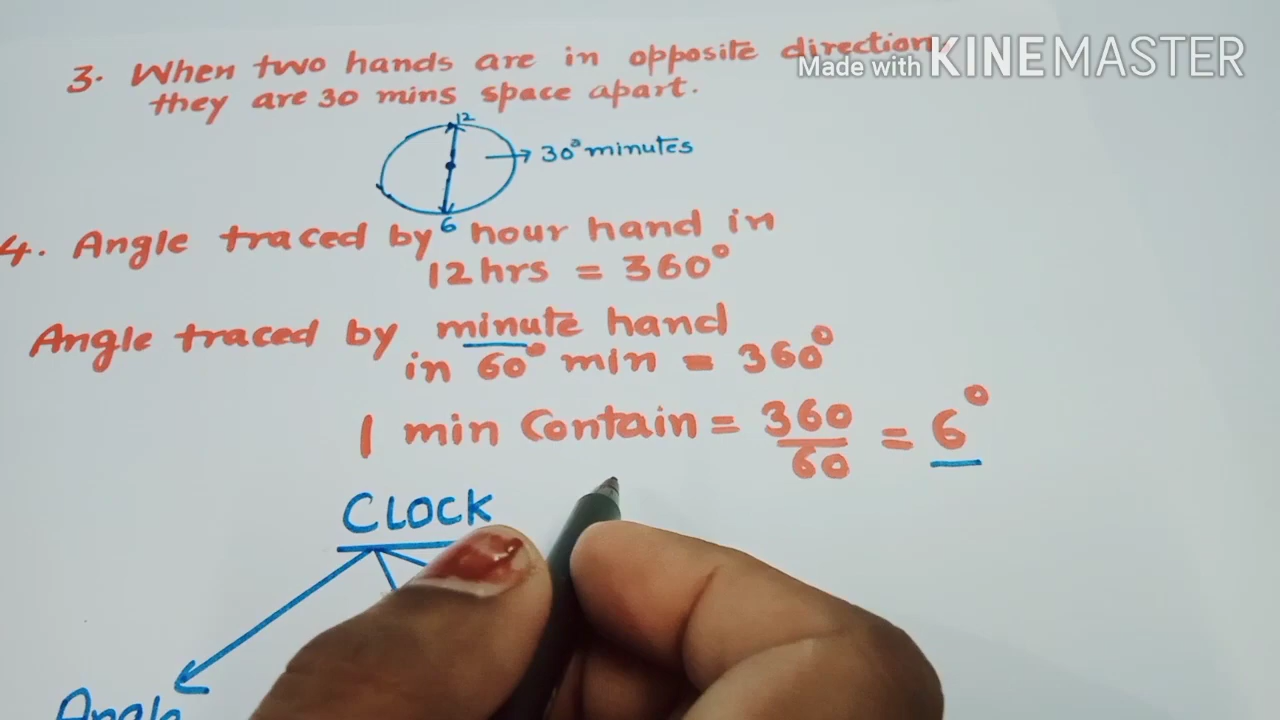 3. When two hands are in opposite direction,
they are 30 mins space apart.
Made with KINEMASTER
12
30° minutes
6
4. Angle traced by hour hand in
12 hrs = 360°
Angle traced by minute hand
in 60° min = 360°
1 min Contain = 360/60 = 6°
CLOCK
Angle